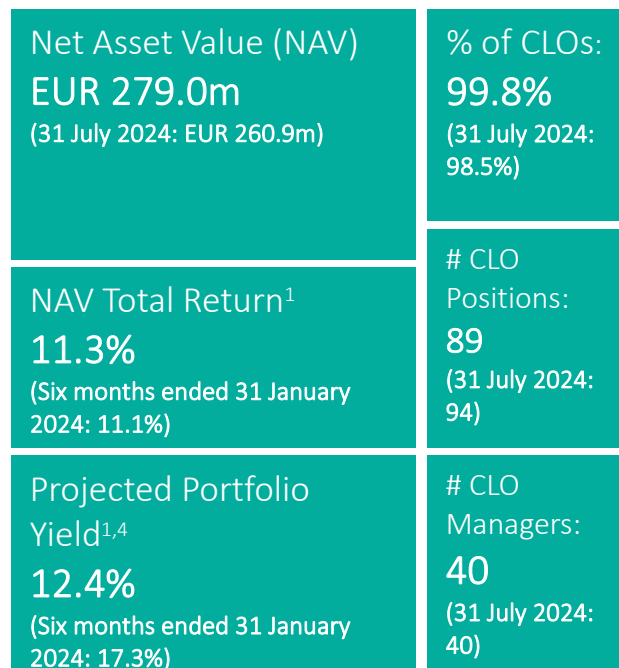 Net Asset Value (NAV)
EUR 279.0m
(31 July 2024: EUR 260.9m)
NAV Total Return¹
11.3%
(Six months ended 31 January
2024: 11.1%)
Projected Portfolio
Yield¹,⁴
12.4%
(Six months ended 31 January
2024: 17.3%)
% of CLOs:
99.8%
(31 July 2024:
98.5%)
# CLO
Positions:
89
(31 July 2024:
94)
# CLO
Managers:
40
(31 July 2024:
40)